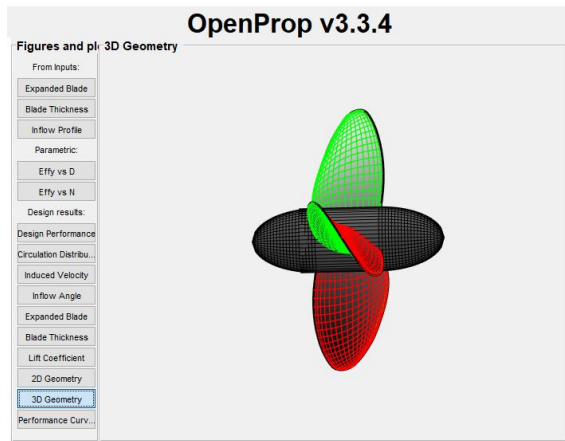 OpenProp v3.3.4
Figures and pl
3D Geometry
From Inputs:
Expanded Blade
Blade Thickness
Inflow Profile
Parametric:
Effy vs D
Effy vs N
Design results:
Design Performance
Circulation Distribu...
Induced Velocity
Inflow Angle
Expanded Blade
Blade Thickness
Lift Coefficient
2D Geometry
3D Geometry
Performance Curv...